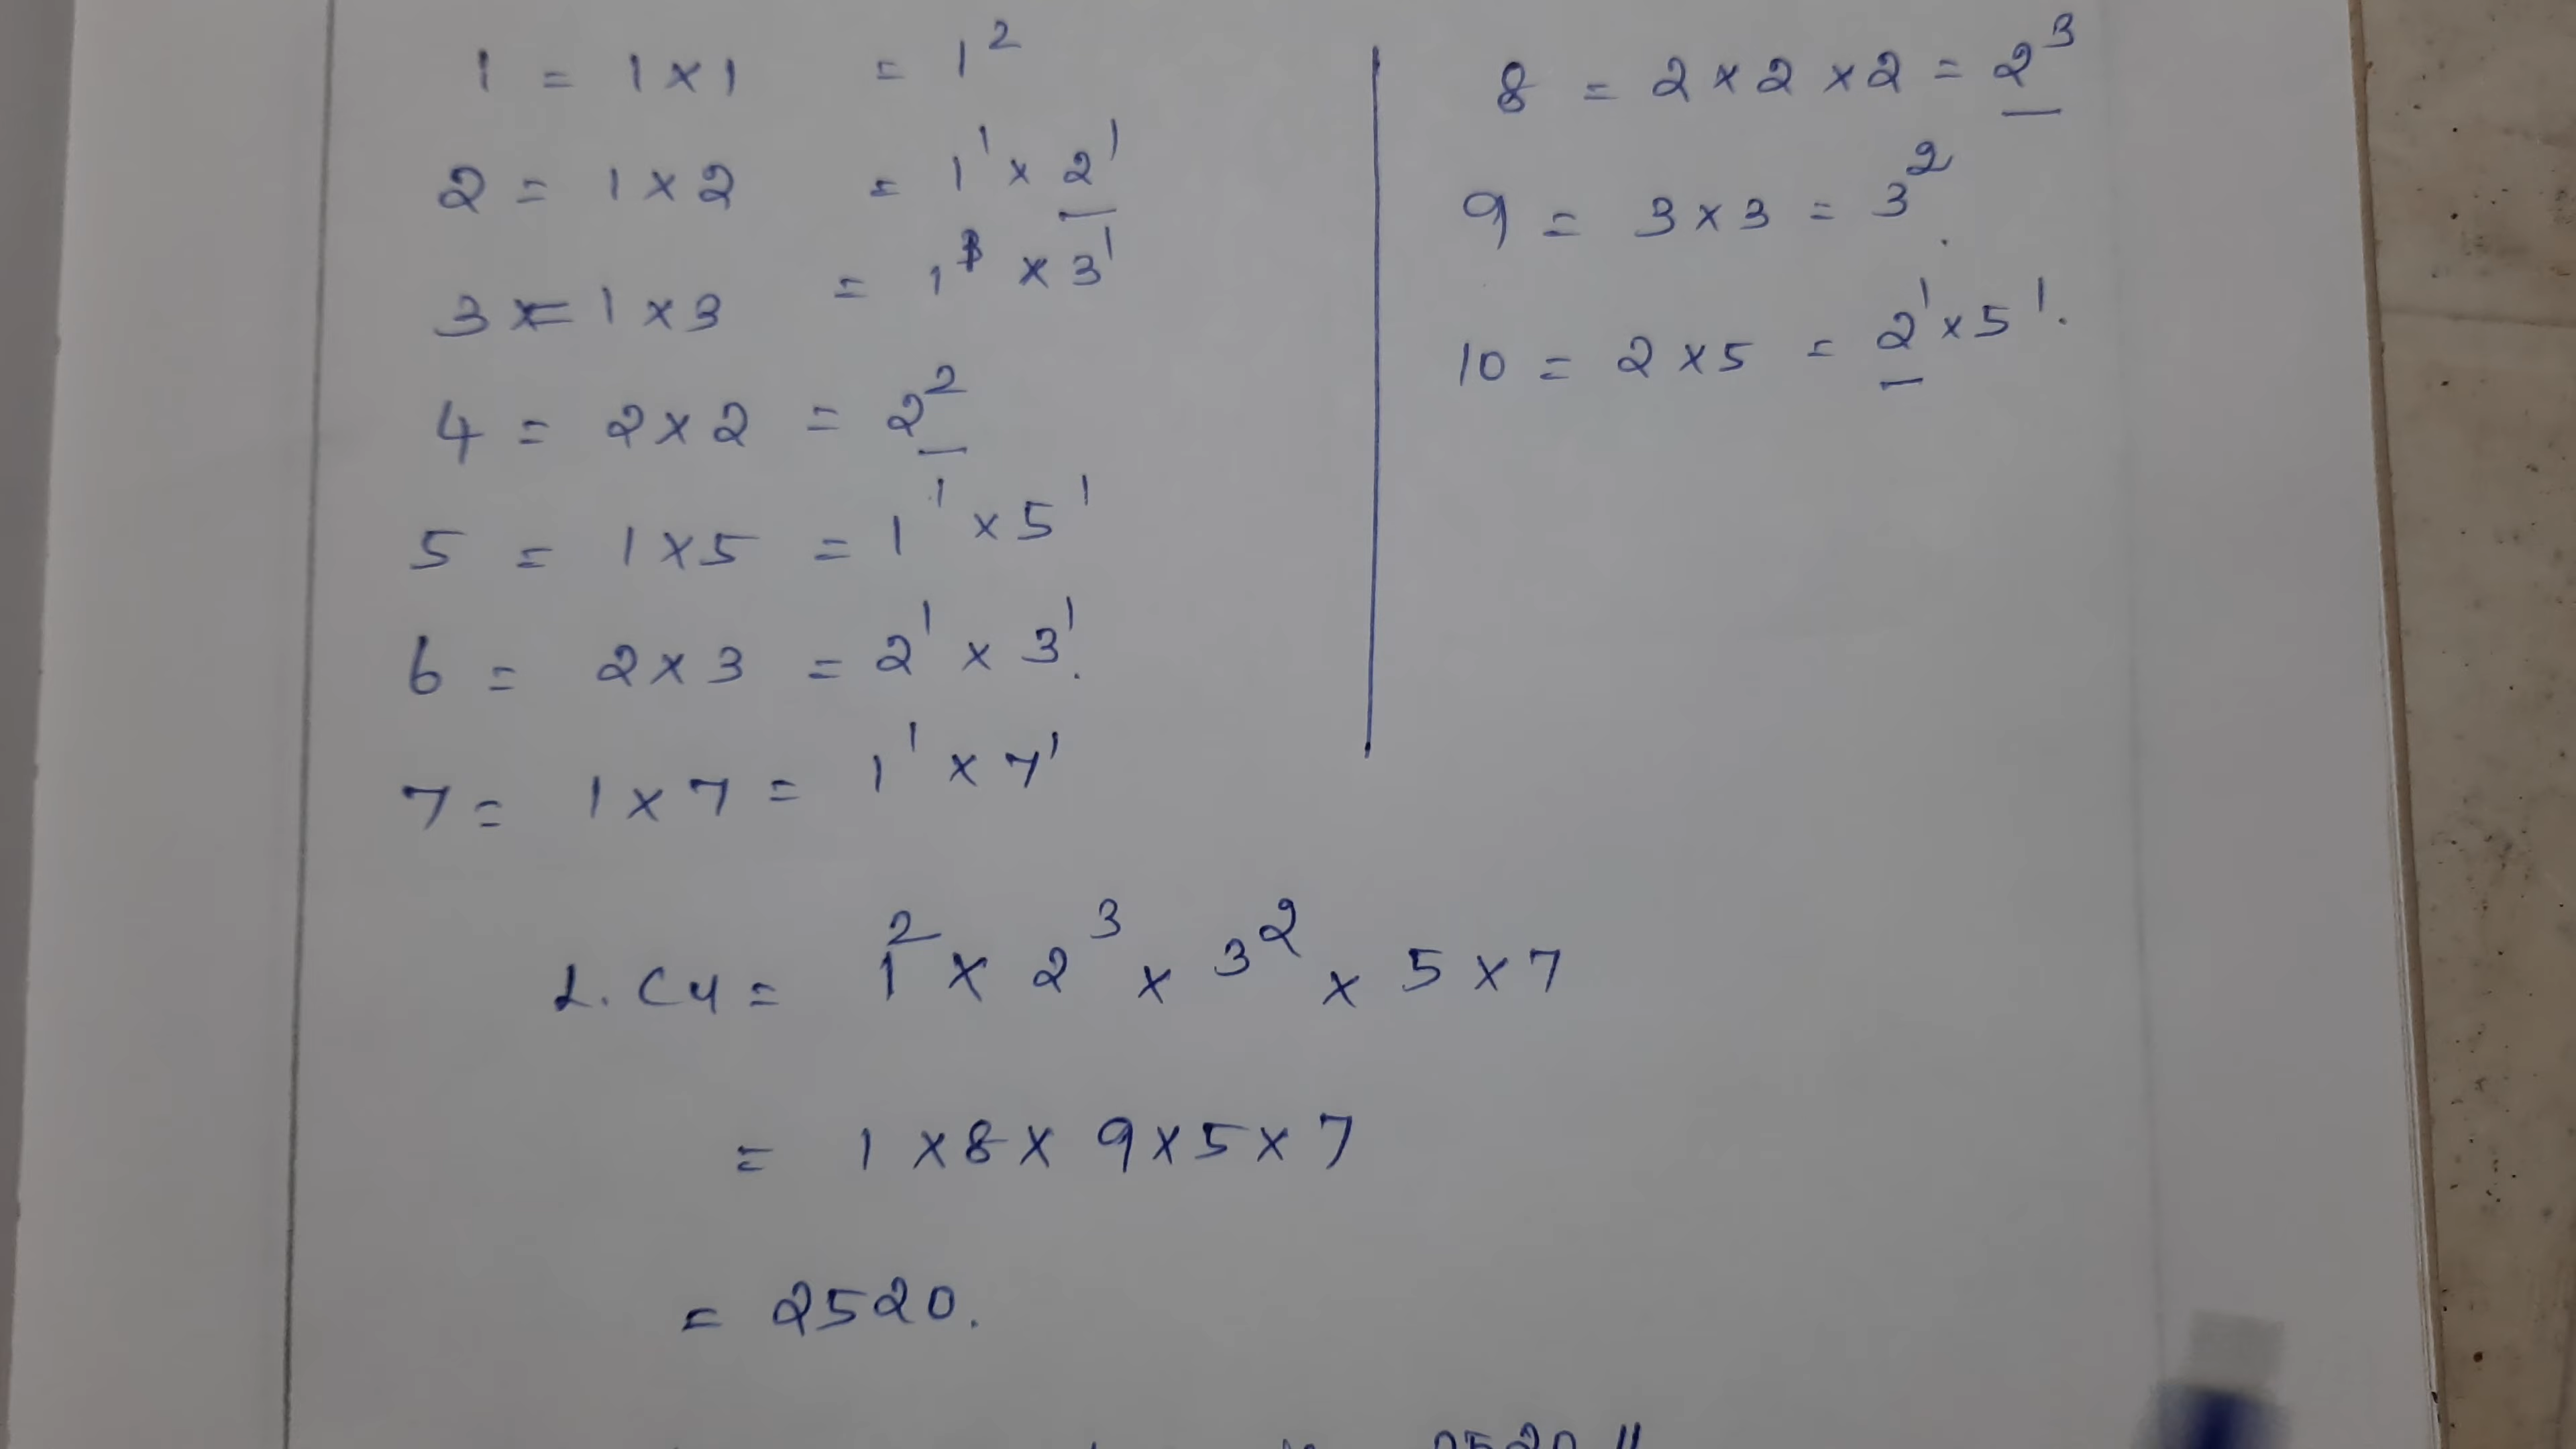 1 = 1 × 1 = 1²
2 = 1 × 2 = 1¹ × 2¹
3 = 1 × 3 = 1¹ × 3¹
4 = 2 × 2 = 2²
5 = 1 × 5 = 1¹ × 5¹
6 = 2 × 3 = 2¹ × 3¹.
7 = 1 × 7 = 1¹ × 7¹
8 = 2 × 2 × 2 = 2³
9 = 3 × 3 = 3².
10 = 2 × 5 = 2¹ × 5¹.
L.CM = 1² × 2³ × 3² × 5 × 7
= 1 × 8 × 9 × 5 × 7
= 2520.
2520 //